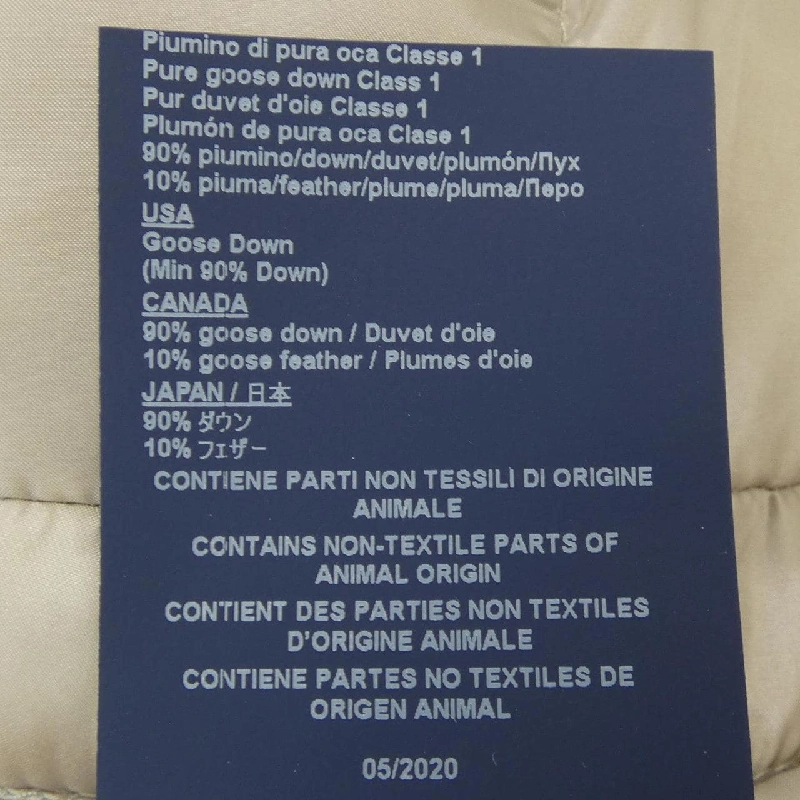 Piumino di pura oca Classe 1
Pure goose down Class 1
Pur duvet d'oie Classe 1
Plumón de pura oca Clase 1
90% piumino/down/duvet/plumón/Пух
10% piuma/feather/plume/pluma/Перо
USA
Goose Down
(Min 90% Down)
CANADA
90% goose down / Duvet d'oie
10% goose feather / Plumes d'oie
JAPAN / 日本
90% ダウン
10% フェザー
CONTIENE PARTI NON TESSILI DI ORIGINE
ANIMALE
CONTAINS NON-TEXTILE PARTS OF
ANIMAL ORIGIN
CONTIENT DES PARTIES NON TEXTILES
D'ORIGINE ANIMALE
CONTIENE PARTES NO TEXTILES DE
ORIGEN ANIMAL
05/2020